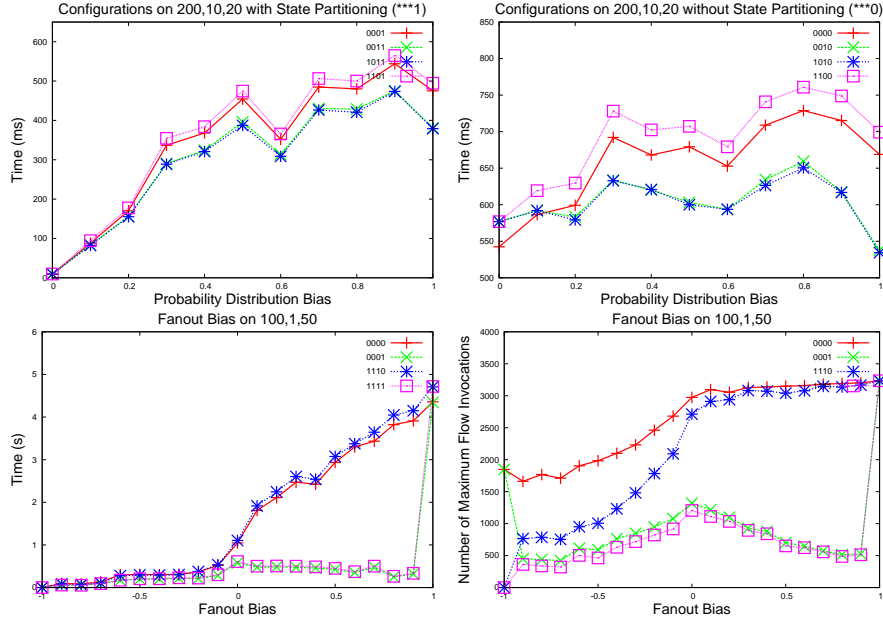 Configurations on 200,10,20 with State Partitioning (***1)
Time (ms)
600
500
400
300
200
100
0
0001
0011
1011
1101
0 0.2 0.4 0.6 0.8 1
Probability Distribution Bias
Configurations on 200,10,20 without State Partitioning (***0)
Time (ms)
850
800
750
700
650
600
550
500
0000
0010
1010
1100
0 0.2 0.4 0.6 0.8 1
Probability Distribution Bias
Fanout Bias on 100,1,50
Time (s)
6
5
4
3
2
1
0
0000
0001
1110
1111
-1 -0.5 0 0.5 1
Fanout Bias
Fanout Bias on 100,1,50
Number of Maximum Flow Invocations
4000
3500
3000
2500
2000
1500
1000
500
0
0000
0001
1110
1111
-1 -0.5 0 0.5 1
Fanout Bias